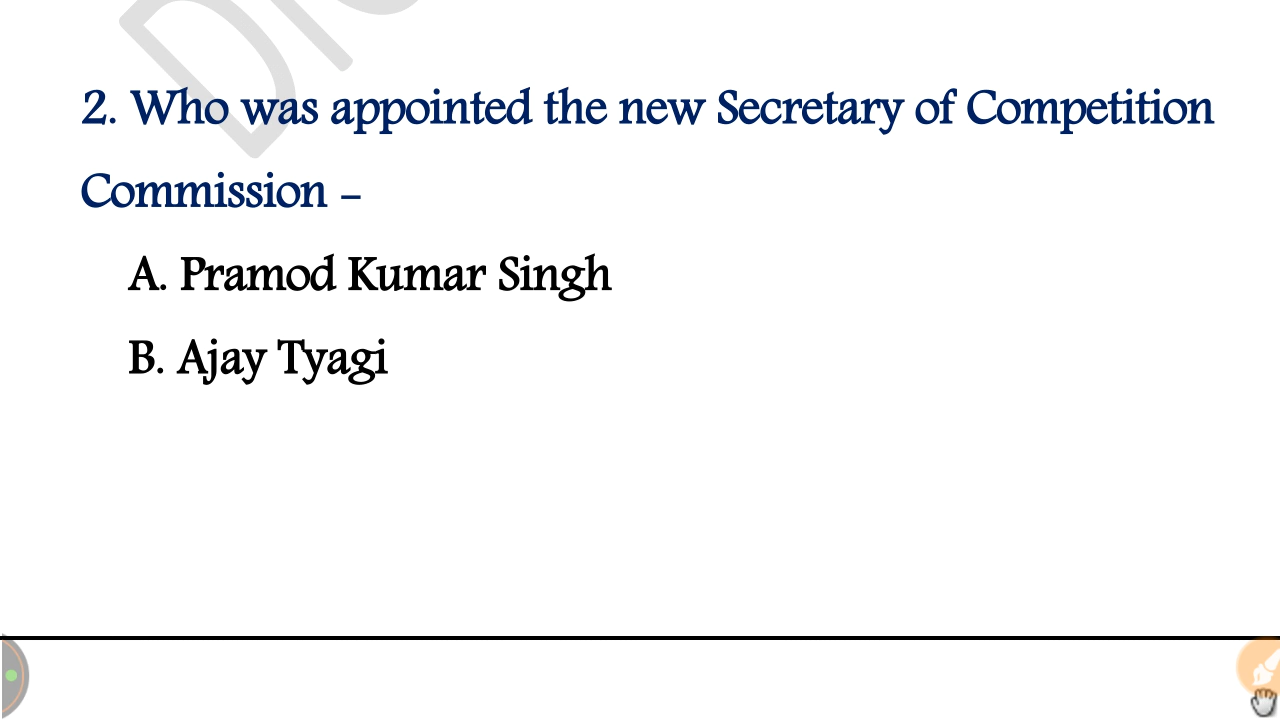 2. Who was appointed the new Secretary of Competition
Commission -
A. Pramod Kumar Singh
B. Ajay Tyagi